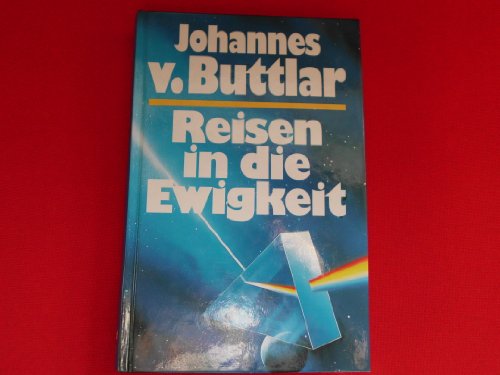 Johannes
v. Buttlar
Reisen
in die
Ewigkeit